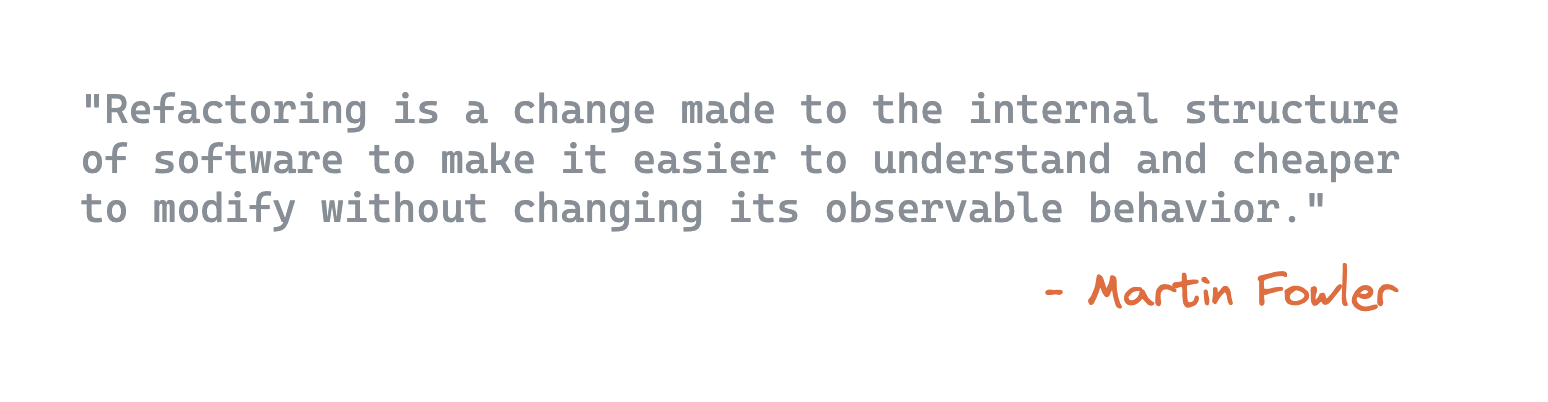 "Refactoring is a change made to the internal structure
of software to make it easier to understand and cheaper
to modify without changing its observable behavior."
- Martin Fowler